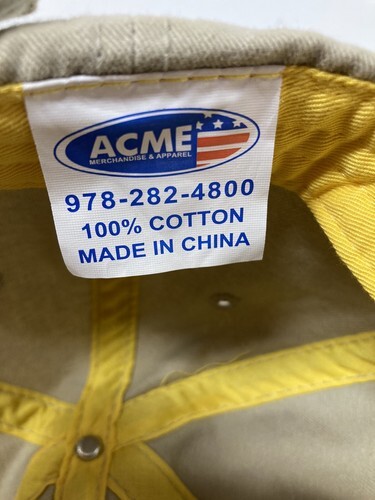 ACME
MERCHANDISE & APPAREL
978-282-4800
100% COTTON
MADE IN CHINA